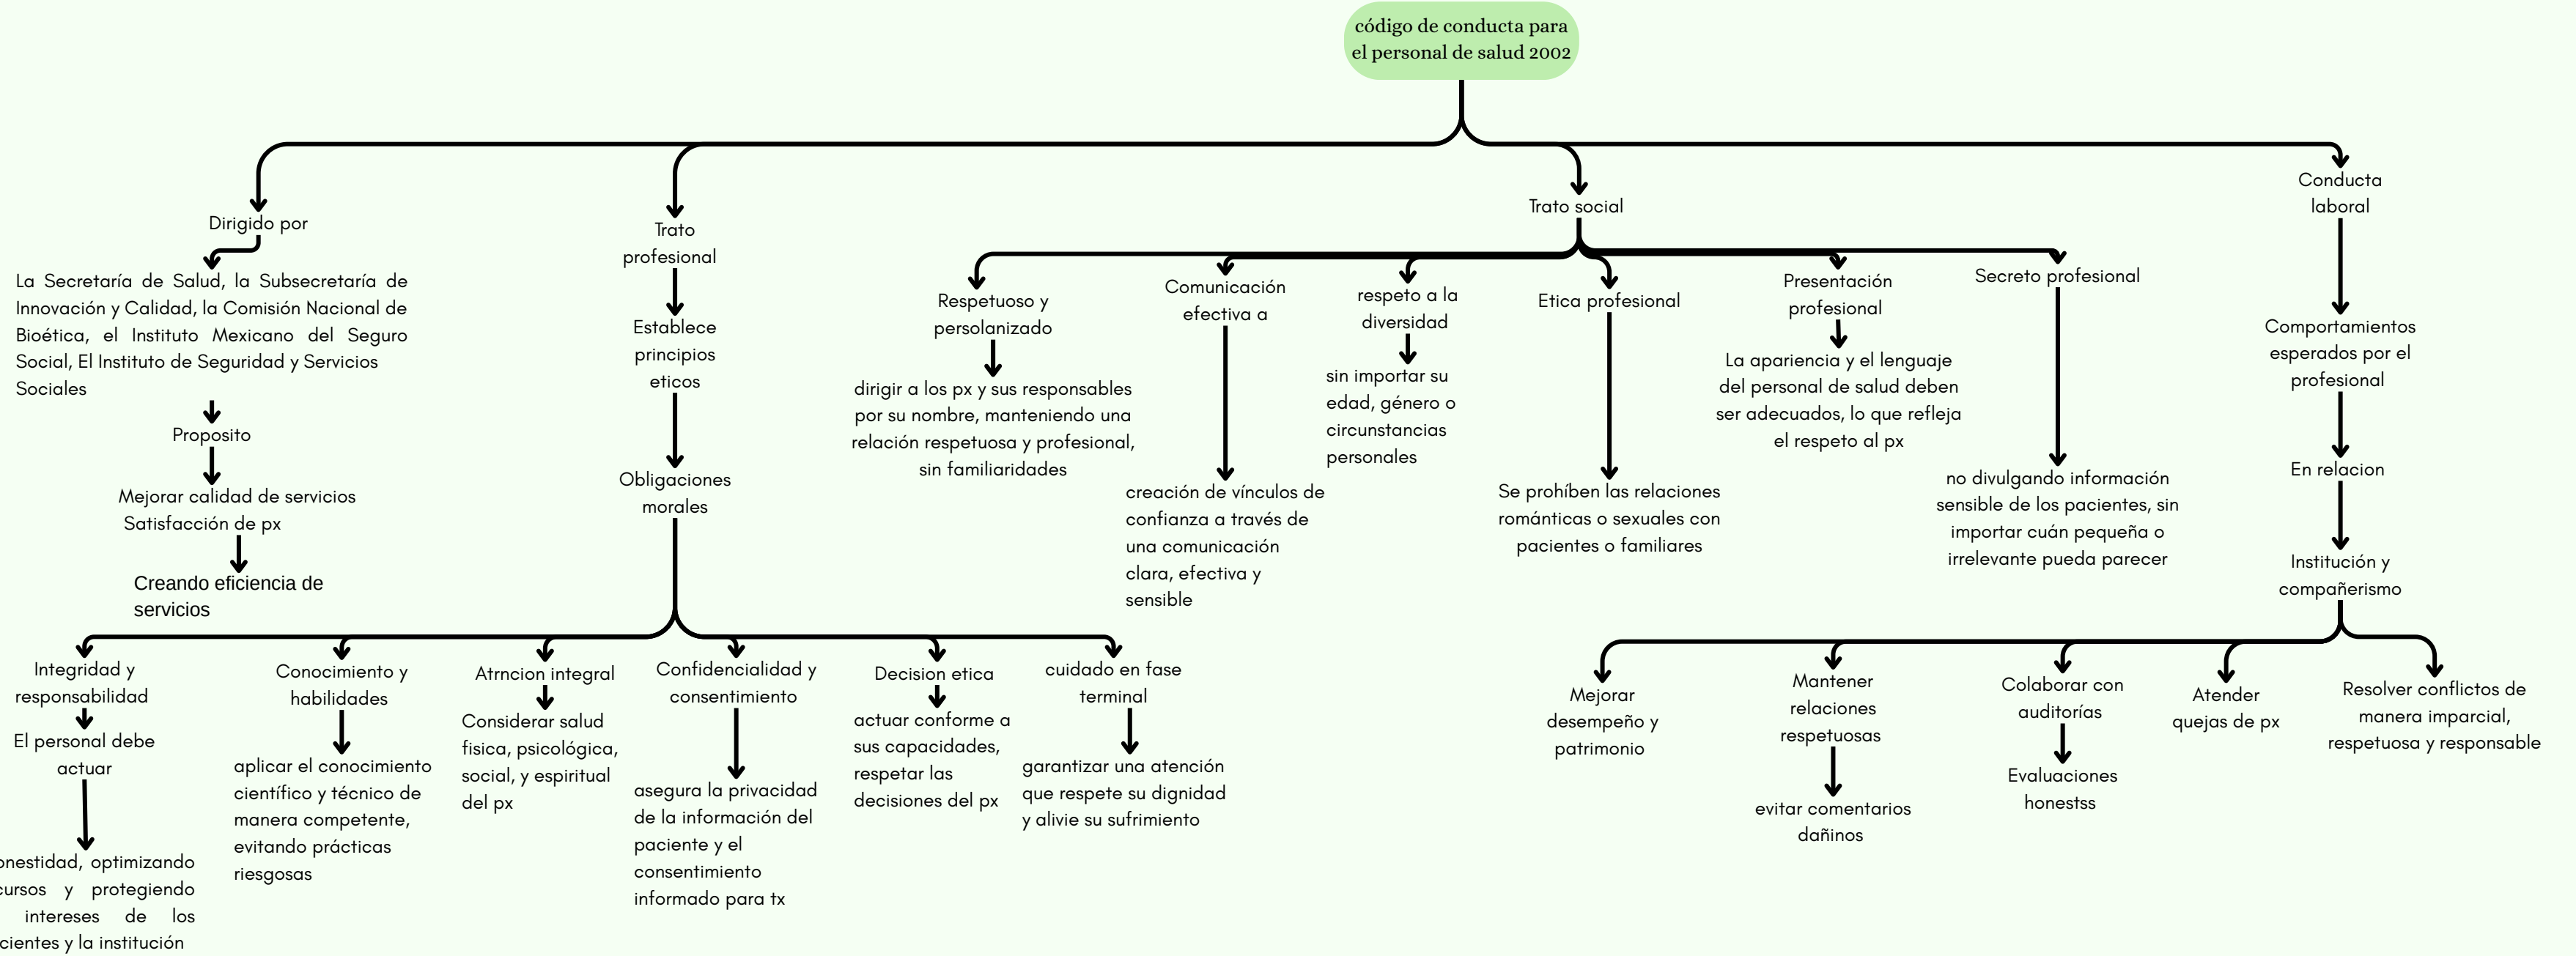 código de conducta para
el personal de salud 2002
Dirigido por
La Secretaría de Salud, la Subsecretaría de
Innovación y Calidad, la Comisión Nacional de
Bioética, el Instituto Mexicano del Seguro
Social, El Instituto de Seguridad y Servicios
Sociales
Proposito
Mejorar calidad de servicios
Satisfacción de px
Creando eficiencia de
servicios
Trato
profesional
Establece
principios
eticos
Obligaciones
morales
Integridad y
responsabilidad
El personal debe
actuar
onestidad, optimizando
cursos y protegiendo
intereses de los
cientes y la institución
Conocimiento y
habilidades
aplicar el conocimiento
científico y técnico de
manera competente,
evitando prácticas
riesgosas
Atrncion integral
Considerar salud
fisica, psicológica,
social, y espiritual
del px
Confidencialidad y
consentimiento
asegura la privacidad
de la información del
paciente y el
consentimiento
informado para tx
Decision etica
actuar conforme a
sus capacidades,
respetar las
decisiones del px
cuidado en fase
terminal
garantizar una atención
que respete su dignidad
y alivie su sufrimiento
Trato social
Respetuoso y
persolanizado
dirigir a los px y sus responsables
por su nombre, manteniendo una
relación respetuosa y profesional,
sin familiaridades
Comunicación
efectiva a
creación de vínculos de
confianza a través de
una comunicación
clara, efectiva y
sensible
respeto a la
diversidad
sin importar su
edad, género o
circunstancias
personales
Etica profesional
Se prohíben las relaciones
románticas o sexuales con
pacientes o familiares
Presentación
profesional
La apariencia y el lenguaje
del personal de salud deben
ser adecuados, lo que refleja
el respeto al px
Secreto profesional
no divulgando información
sensible de los pacientes, sin
importar cuán pequeña o
irrelevante pueda parecer
Conducta
laboral
Comportamientos
esperados por el
profesional
En relacion
Institución y
compañerismo
Mejorar
desempeño y
patrimonio
Mantener
relaciones
respetuosas
evitar comentarios
dañinos
Colaborar con
auditorías
Evaluaciones
honestss
Atender
quejas de px
Resolver conflictos de
manera imparcial,
respetuosa y responsable